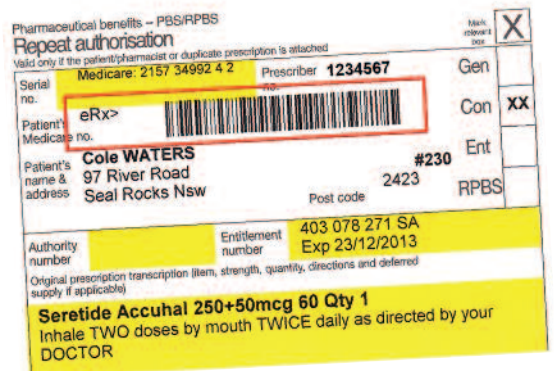 Pharmaceutical benefits – PBS/RPBS
Repeat authorisation
Valid only if the patient/pharmacist or duplicate prescription is attached
Mark relevant box
X
Serial no.
Medicare: 2157 34992 4 2
Prescriber no.
1234567
Gen
Patient's Medicare no.
eRx>
Con XX
Patient's name & address
Cole WATERS
97 River Road
Seal Rocks Nsw
#230
Ent
Post code 2423
RPBS
Authority number
Entitlement number
403 078 271 SA
Exp 23/12/2013
Original prescription transcription (item, strength, quantity, directions and deferred
supply if applicable)
Seretide Accuhal 250+50mcg 60 Qty 1
Inhale TWO doses by mouth TWICE daily as directed by your
DOCTOR